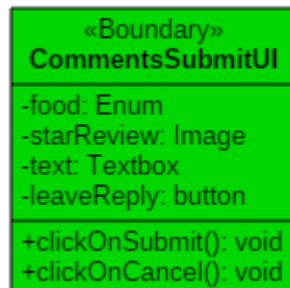 «Boundary»
CommentsSubmitUI
-food: Enum
-starReview: Image
-text: Textbox
-leaveReply: button
+clickOnSubmit(): void
+clickOnCancel(): void